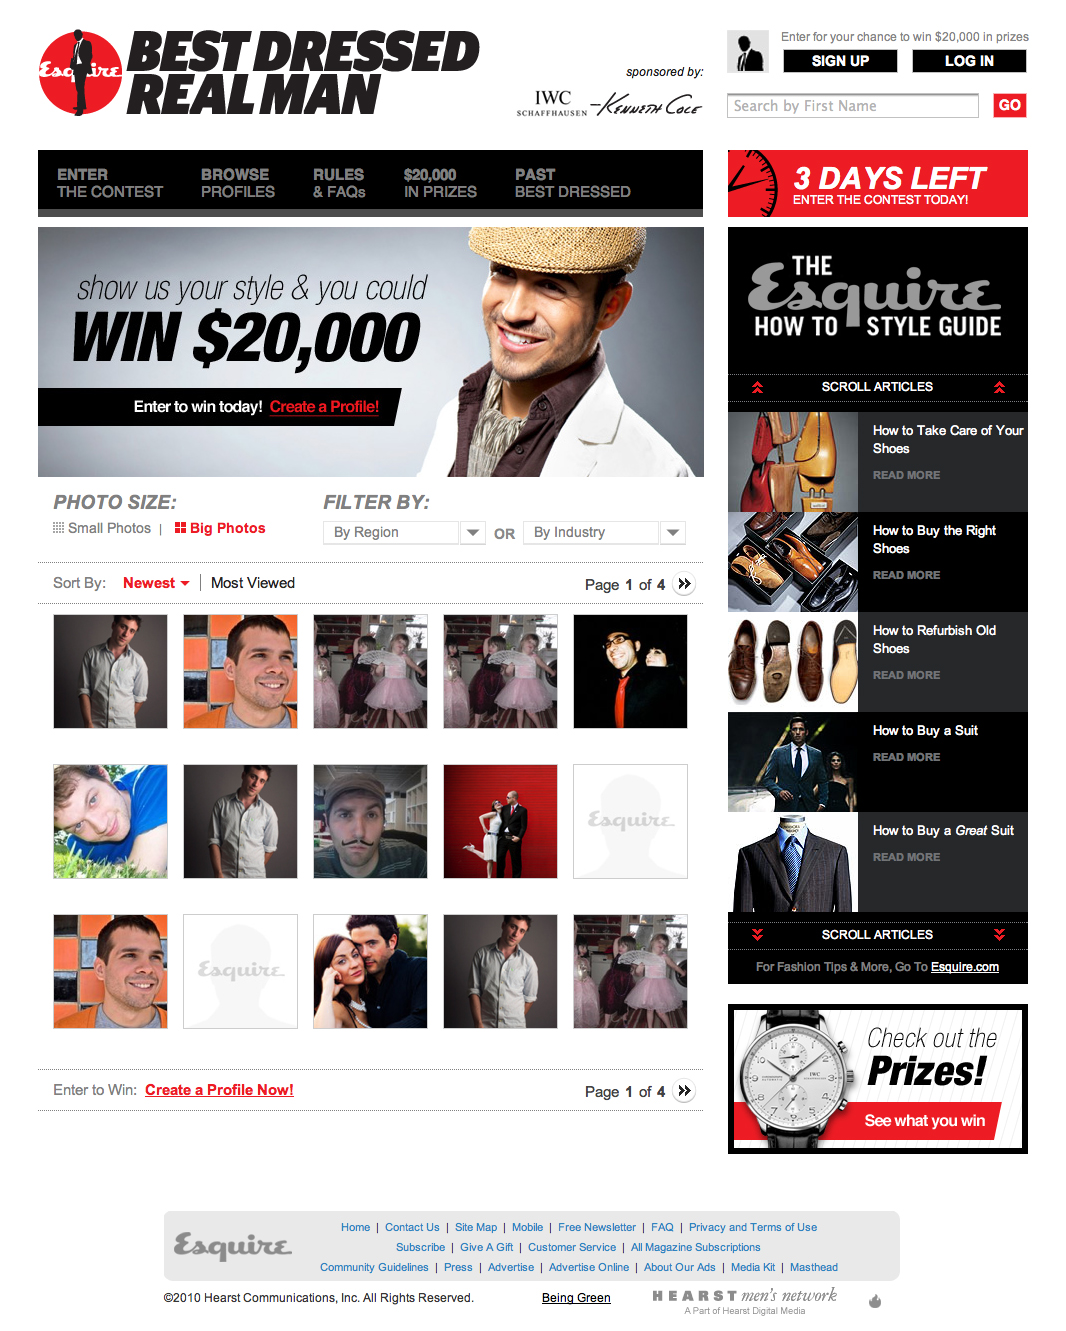 Esquire
BEST DRESSED
REAL MAN
sponsored by:
IWC
SCHAFFHAUSEN
KENNETH COLE
Enter for your chance to win $20,000 in prizes
SIGN UP
LOG IN
Search by First Name
GO
ENTER
THE CONTEST
BROWSE
PROFILES
RULES
& FAQs
$20,000
IN PRIZES
PAST
BEST DRESSED
3 DAYS LEFT
ENTER THE CONTEST TODAY!
show us your style & you could
WIN $20,000
Enter to win today! Create a Profile!
THE
Esquire
HOW TO STYLE GUIDE
SCROLL ARTICLES
How to Take Care of Your
Shoes
READ MORE
How to Buy the Right
Shoes
READ MORE
How to Refurbish Old
Shoes
READ MORE
How to Buy a Suit
READ MORE
How to Buy a Great Suit
READ MORE
SCROLL ARTICLES
For Fashion Tips & More, Go To Esquire.com
PHOTO SIZE:
Small Photos | Big Photos
FILTER BY:
By Region
OR
By Industry
Sort By: Newest | Most Viewed
Page 1 of 4
Esquire
Esquire
Enter to Win: Create a Profile Now!
Page 1 of 4
IWC
Check out the
Prizes!
See what you win
Esquire
Home | Contact Us | Site Map | Mobile | Free Newsletter | FAQ | Privacy and Terms of Use
Subscribe | Give A Gift | Customer Service | All Magazine Subscriptions
Community Guidelines | Press | Advertise | Advertise Online | About Our Ads | Media Kit | Masthead
©2010 Hearst Communications, Inc. All Rights Reserved.
Being Green
HEARST men's network
A Part of Hearst Digital Media